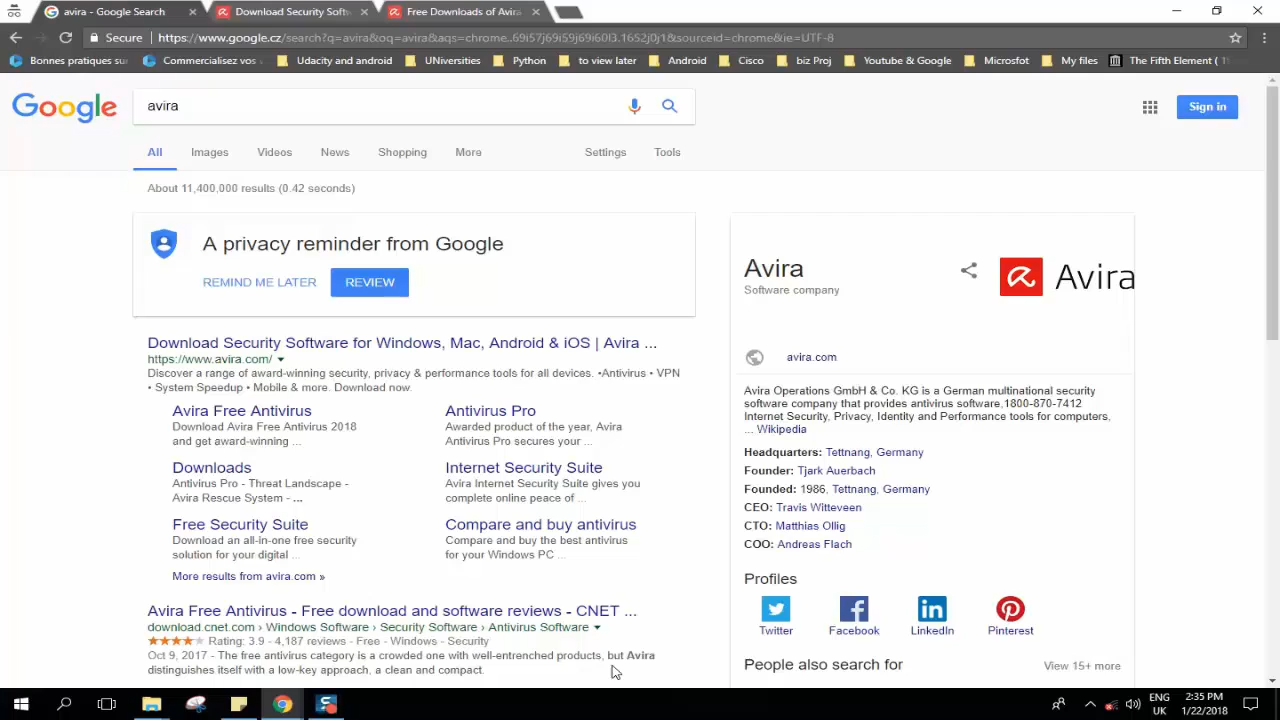 avira - Google Search
Download Security Softw
Free Downloads of Avira
Secure
https://www.google.cz/search?q=avira&oq=avira&aqs=chrome..69i57j69i59j69i60l3.1652j0j1&sourceid=chrome&ie=UTF-8
Bonnes pratiques su
Commercialisez vos
Udacity and android
UNiversities
Python
to view later
Android
Cisco
biz Proj
Youtube & Google
Microsfot
My files
The Fifth Element ( 1
Google
avira
Sign in
All
Images
Videos
News
Shopping
More
Settings
Tools
About 11,400,000 results (0.42 seconds)
A privacy reminder from Google
REMIND ME LATER
REVIEW
Download Security Software for Windows, Mac, Android & iOS | Avira ...
https://www.avira.com/
Discover a range of award-winning security, privacy & performance tools for all devices. •Antivirus • VPN
• System Speedup • Mobile & more. Download now.
Avira Free Antivirus
Download Avira Free Antivirus 2018
and get award-winning ...
Antivirus Pro
Awarded product of the year, Avira
Antivirus Pro secures your ...
Downloads
Antivirus Pro - Threat Landscape -
Avira Rescue System - ...
Internet Security Suite
Avira Internet Security Suite gives you
complete online peace of ...
Free Security Suite
Download an all-in-one free security
solution for your digital ...
Compare and buy antivirus
Compare and buy the best antivirus
for your Windows PC ...
More results from avira.com »
Avira Free Antivirus - Free download and software reviews - CNET ...
download.cnet.com › Windows Software › Security Software › Antivirus Software
Rating: 3.9 - 4,187 reviews - Free - Windows - Security
Oct 9, 2017 - The free antivirus category is a crowded one with well-entrenched products, but Avira
distinguishes itself with a low-key approach, a clean and compact.
Avira
Software company
Avira
avira.com
Avira Operations GmbH & Co. KG is a German multinational security
software company that provides antivirus software,1800-870-7412
Internet Security, Privacy, Identity and Performance tools for computers,
... Wikipedia
Headquarters: Tettnang, Germany
Founder: Tjark Auerbach
Founded: 1986, Tettnang, Germany
CEO: Travis Witteveen
CTO: Matthias Ollig
COO: Andreas Flach
Profiles
Twitter
Facebook
LinkedIn
Pinterest
People also search for
View 15+ more
ENG
UK
2:35 PM
1/22/2018